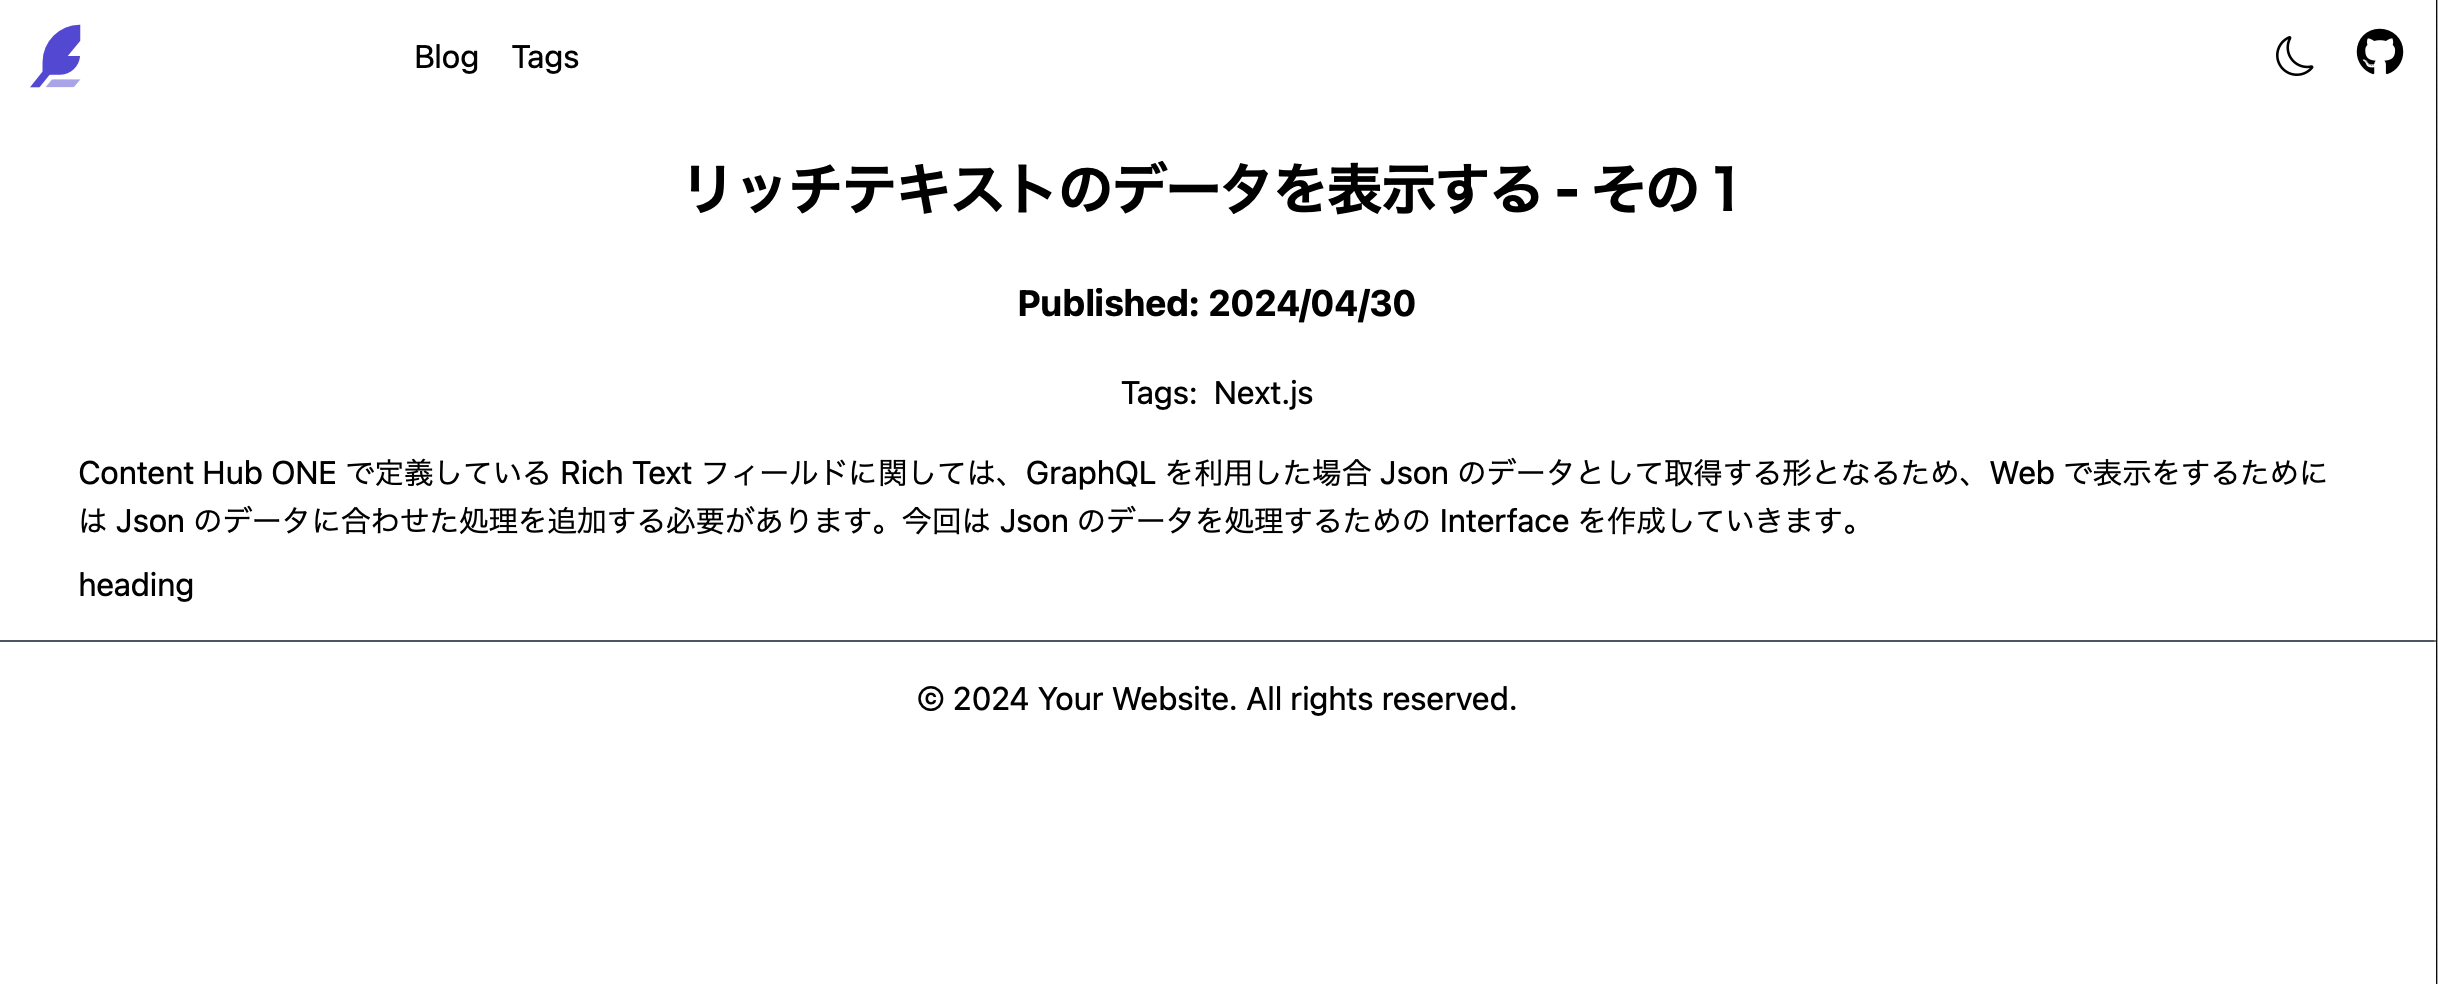 Blog Tags
リッチテキストのデータを表示する - その 1
Published: 2024/04/30
Tags: Next.js
Content Hub ONE で定義している Rich Text フィールドに関しては、GraphQL を利用した場合 Json のデータとして取得する形となるため、Web で表示をするために
は Json のデータに合わせた処理を追加する必要があります。今回は Json のデータを処理するための Interface を作成していきます。
heading
© 2024 Your Website. All rights reserved.